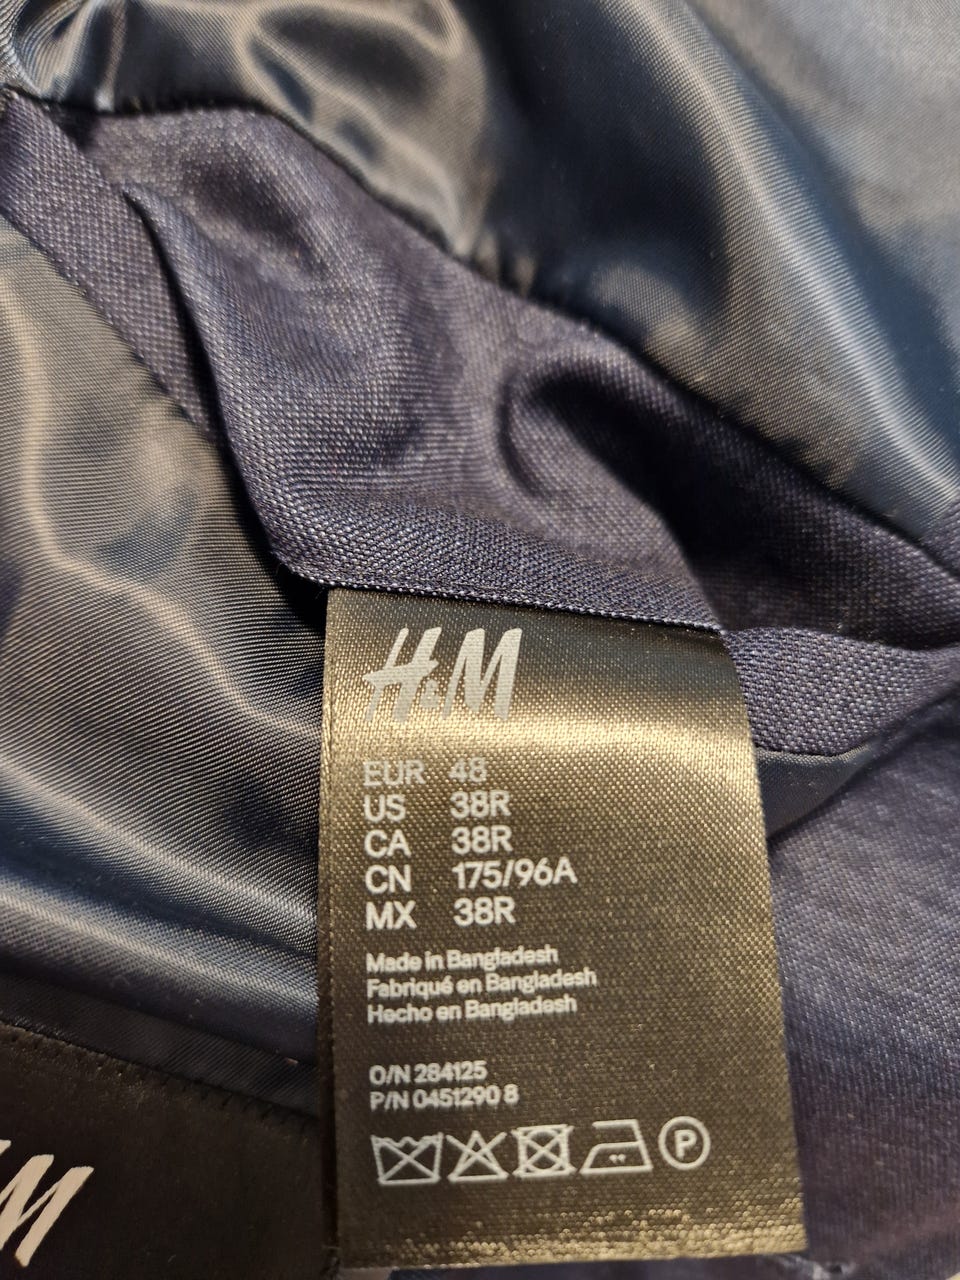 H&M
EUR 48
US 38R
CA 38R
CN 175/96A
MX 38R
Made in Bangladesh
Fabriqué en Bangladesh
Hecho en Bangladesh
O/N 284125
P/N 0451290 8
P
M